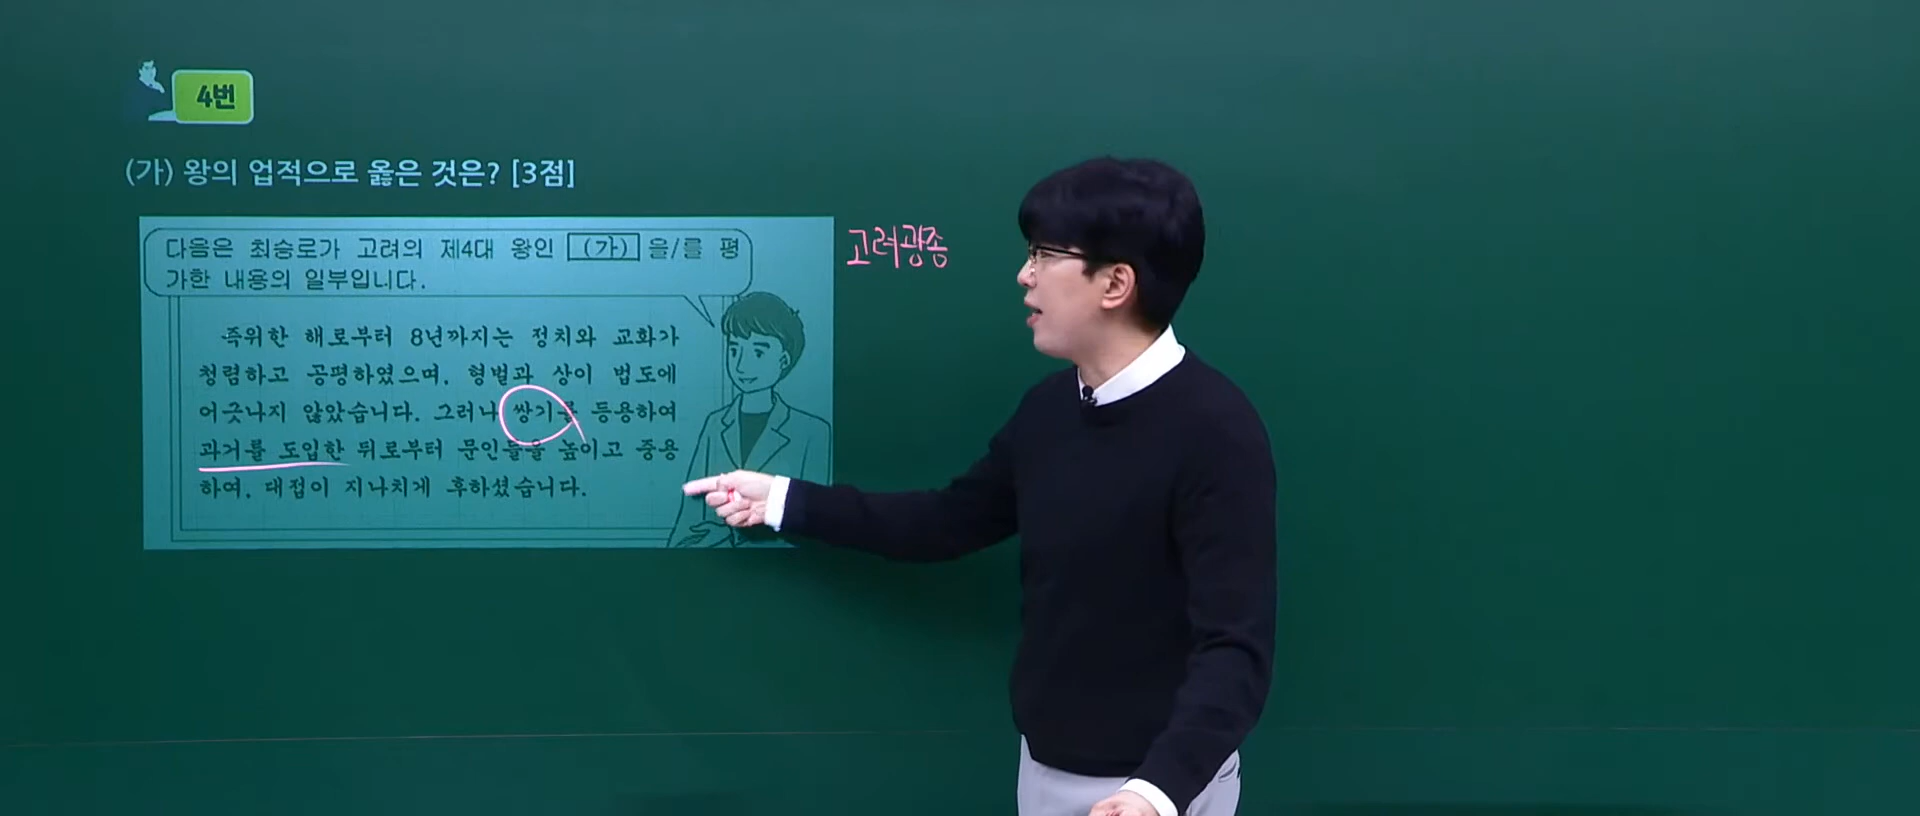 4번
(가) 왕의 업적으로 옳은 것은? [3점]
다음은 최승로가 고려의 제4대 왕인 (가) 을/를 평
가한 내용의 일부입니다.
고려광종
즉위한 해로부터 8년까지는 정치와 교화가
청렴하고 공평하였으며, 형벌과 상이 법도에
어긋나지 않았습니다. 그러나 쌍기를 등용하여
과거를 도입한 뒤로부터 문인들을 높이고 중용
하여, 대접이 지나치게 후하셨습니다.